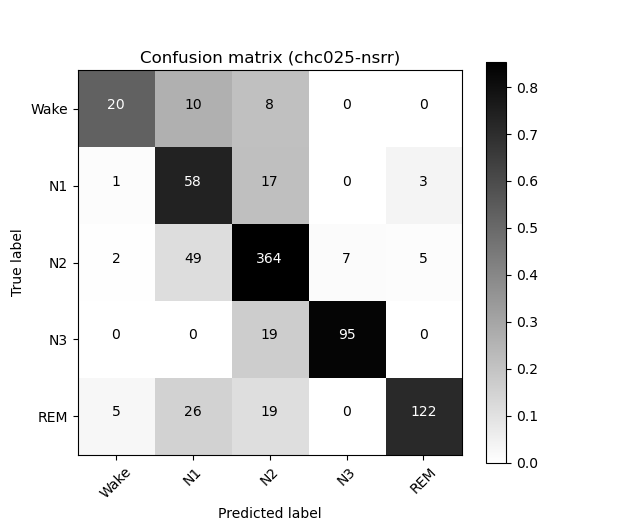 Confusion matrix (chc025-nsrr)
Wake 20 10 8 0 0
N1 1 58 17 0 3
N2 2 49 364 7 5
N3 0 0 19 95 0
REM 5 26 19 0 122
Wake N1 N2 N3 REM
Predicted label
True label
0.8
0.7
0.6
0.5
0.4
0.3
0.2
0.1
0.0